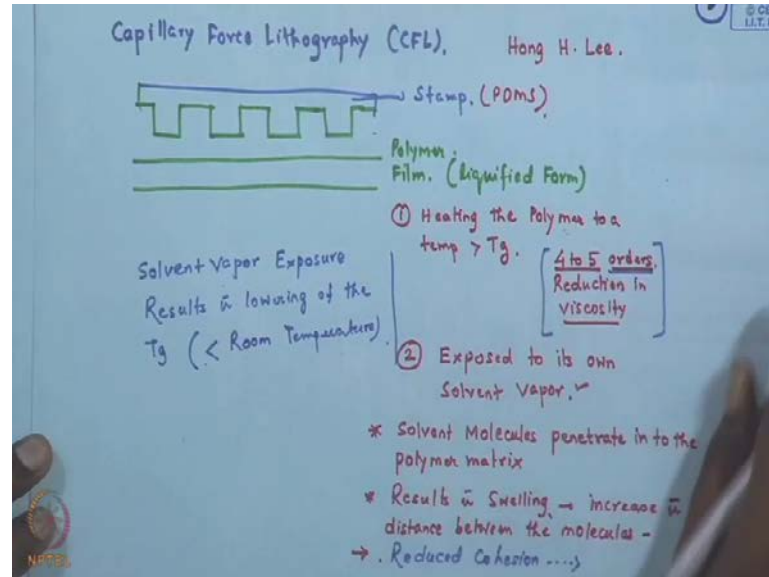 Capillary Force Lithography (CFL). Hong H. Lee.
Stamp. (PDMS)
Polymer
Film. (Liquified Form)
① Heating the Polymer to a
temp > Tg.
4 to 5 orders.
Reduction in
viscosity
Solvent Vapor Exposure
Results in lowering of the
Tg (< Room Temperature)
② Exposed to its own
Solvent Vapor.
* Solvent Molecules penetrate in to the
polymer matrix
* Results in Swelling → increase in
distance between the molecules -
→ . Reduced Cohesion ....→
NPTEL